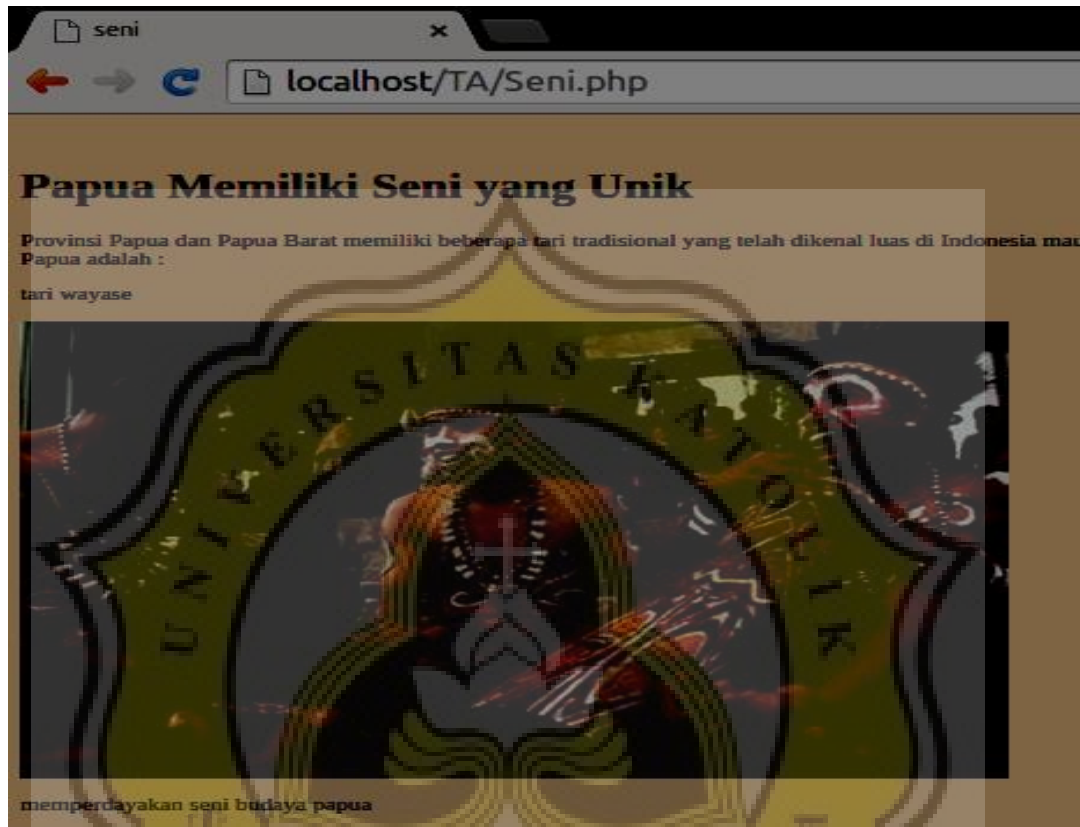 seni
localhost/TA/Seni.php
Papua Memiliki Seni yang Unik
Provinsi Papua dan Papua Barat memiliki beberapa tari tradisional yang telah dikenal luas di Indonesia mau
Papua adalah :
tari wayase
UNIVERSITAS KATOLIK
memperdayakan seni budaya papua